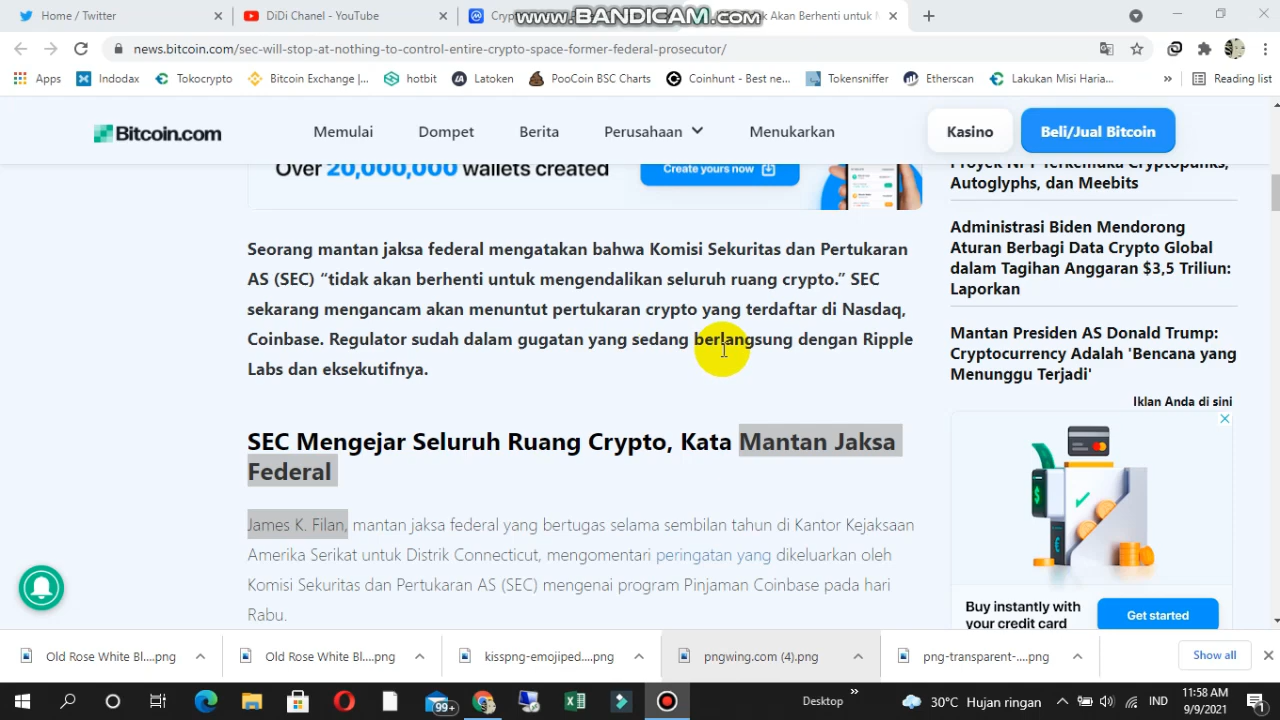 Home / Twitter
DiDi Chanel - YouTube
Cryp
k Akan Berhenti untuk M
www.BANDICAM.com
news.bitcoin.com/sec-will-stop-at-nothing-to-control-entire-crypto-space-former-federal-prosecutor/
Apps
Indodax
Tokocrypto
Bitcoin Exchange |...
hotbit
Latoken
PooCoin BSC Charts
Coinhunt - Best ne...
Tokensniffer
Etherscan
Lakukan Misi Haria...
»
Reading list
Bitcoin.com
Memulai
Dompet
Berita
Perusahaan
Menukarkan
Kasino
Beli/Jual Bitcoin
Over 20,000,000 wallets created
Create yours now
Seorang mantan jaksa federal mengatakan bahwa Komisi Sekuritas dan Pertukaran
AS (SEC) “tidak akan berhenti untuk mengendalikan seluruh ruang crypto.” SEC
sekarang mengancam akan menuntut pertukaran crypto yang terdaftar di Nasdaq,
Coinbase. Regulator sudah dalam gugatan yang sedang berlangsung dengan Ripple
Labs dan eksekutifnya.
SEC Mengejar Seluruh Ruang Crypto, Kata Mantan Jaksa
Federal
James K. Filan, mantan jaksa federal yang bertugas selama sembilan tahun di Kantor Kejaksaan
Amerika Serikat untuk Distrik Connecticut, mengomentari peringatan yang dikeluarkan oleh
Komisi Sekuritas dan Pertukaran AS (SEC) mengenai program Pinjaman Coinbase pada hari
Rabu.
Proyek NFT Terkemuka Cryptopunks,
Autoglyphs, dan Meebits
Administrasi Biden Mendorong
Aturan Berbagi Data Crypto Global
dalam Tagihan Anggaran $3,5 Triliun:
Laporkan
Mantan Presiden AS Donald Trump:
Cryptocurrency Adalah 'Bencana yang
Menunggu Terjadi'
Iklan Anda di sini
Buy instantly with
your credit card
Get started
Old Rose White Bl....png
Old Rose White Bl....png
kisspng-emojiped....png
pngwing.com (4).png
png-transparent-....png
Show all
99+
Desktop
»
30°C Hujan ringan
IND
11:58 AM
9/9/2021
1